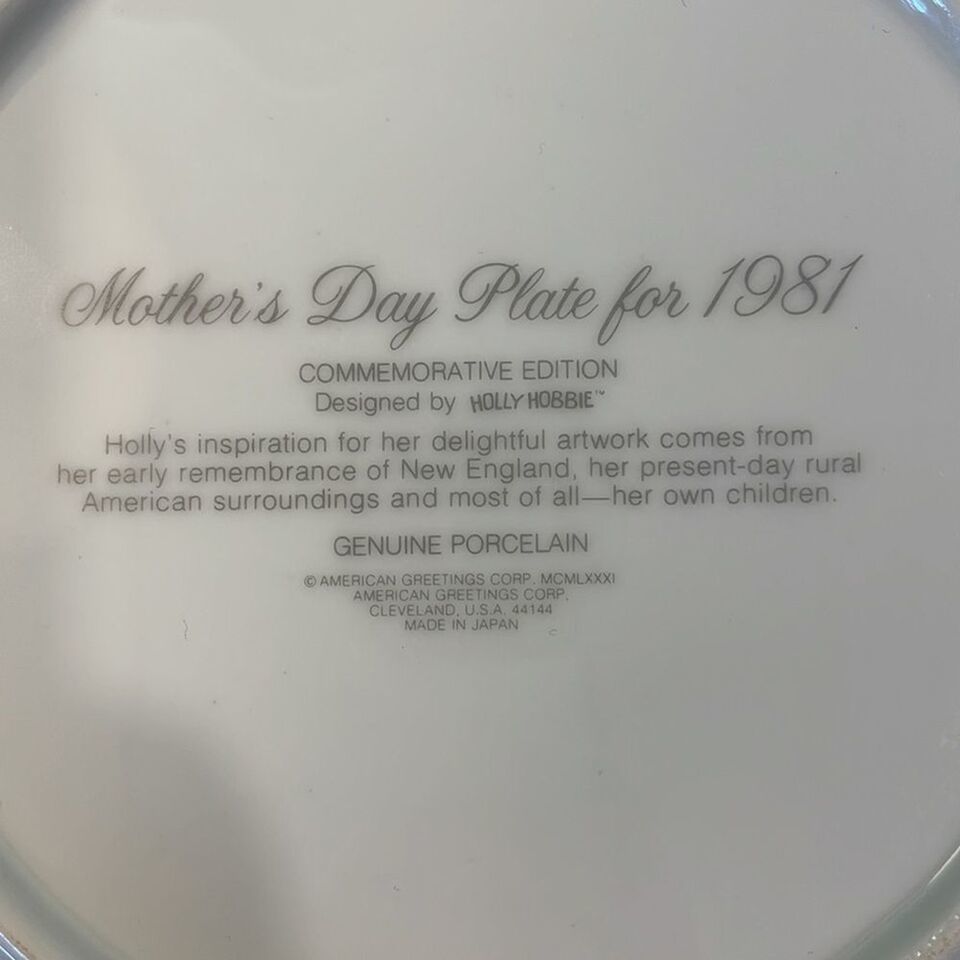 Mother's Day Plate for 1981
COMMEMORATIVE EDITION
Designed by HOLLY HOBBIE™
Holly's inspiration for her delightful artwork comes from
her early remembrance of New England, her present-day rural
American surroundings and most of all—her own children.
GENUINE PORCELAIN
© AMERICAN GREETINGS CORP. MCMLXXXI
AMERICAN GREETINGS CORP.
CLEVELAND, U.S.A. 44144
MADE IN JAPAN